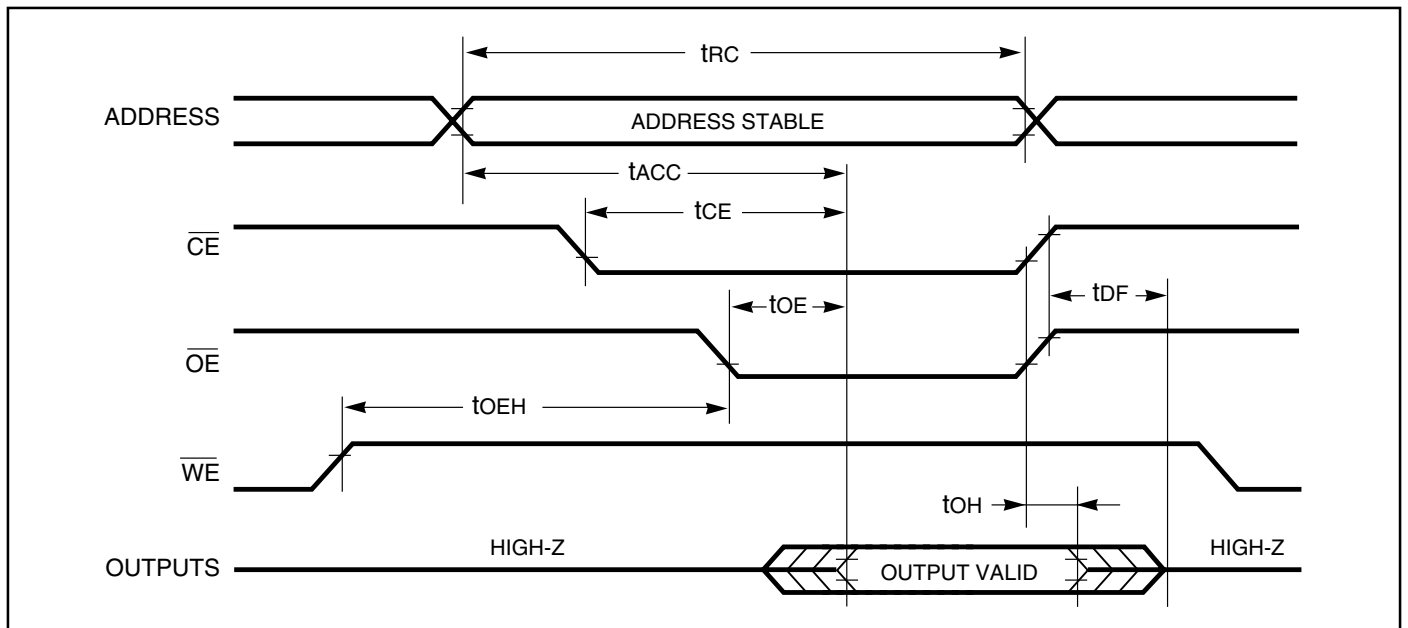 tRC
ADDRESS
ADDRESS STABLE
tACC
tCE
CE
tOE
tDF
OE
tOEH
WE
tOH
HIGH-Z
HIGH-Z
OUTPUTS
OUTPUT VALID